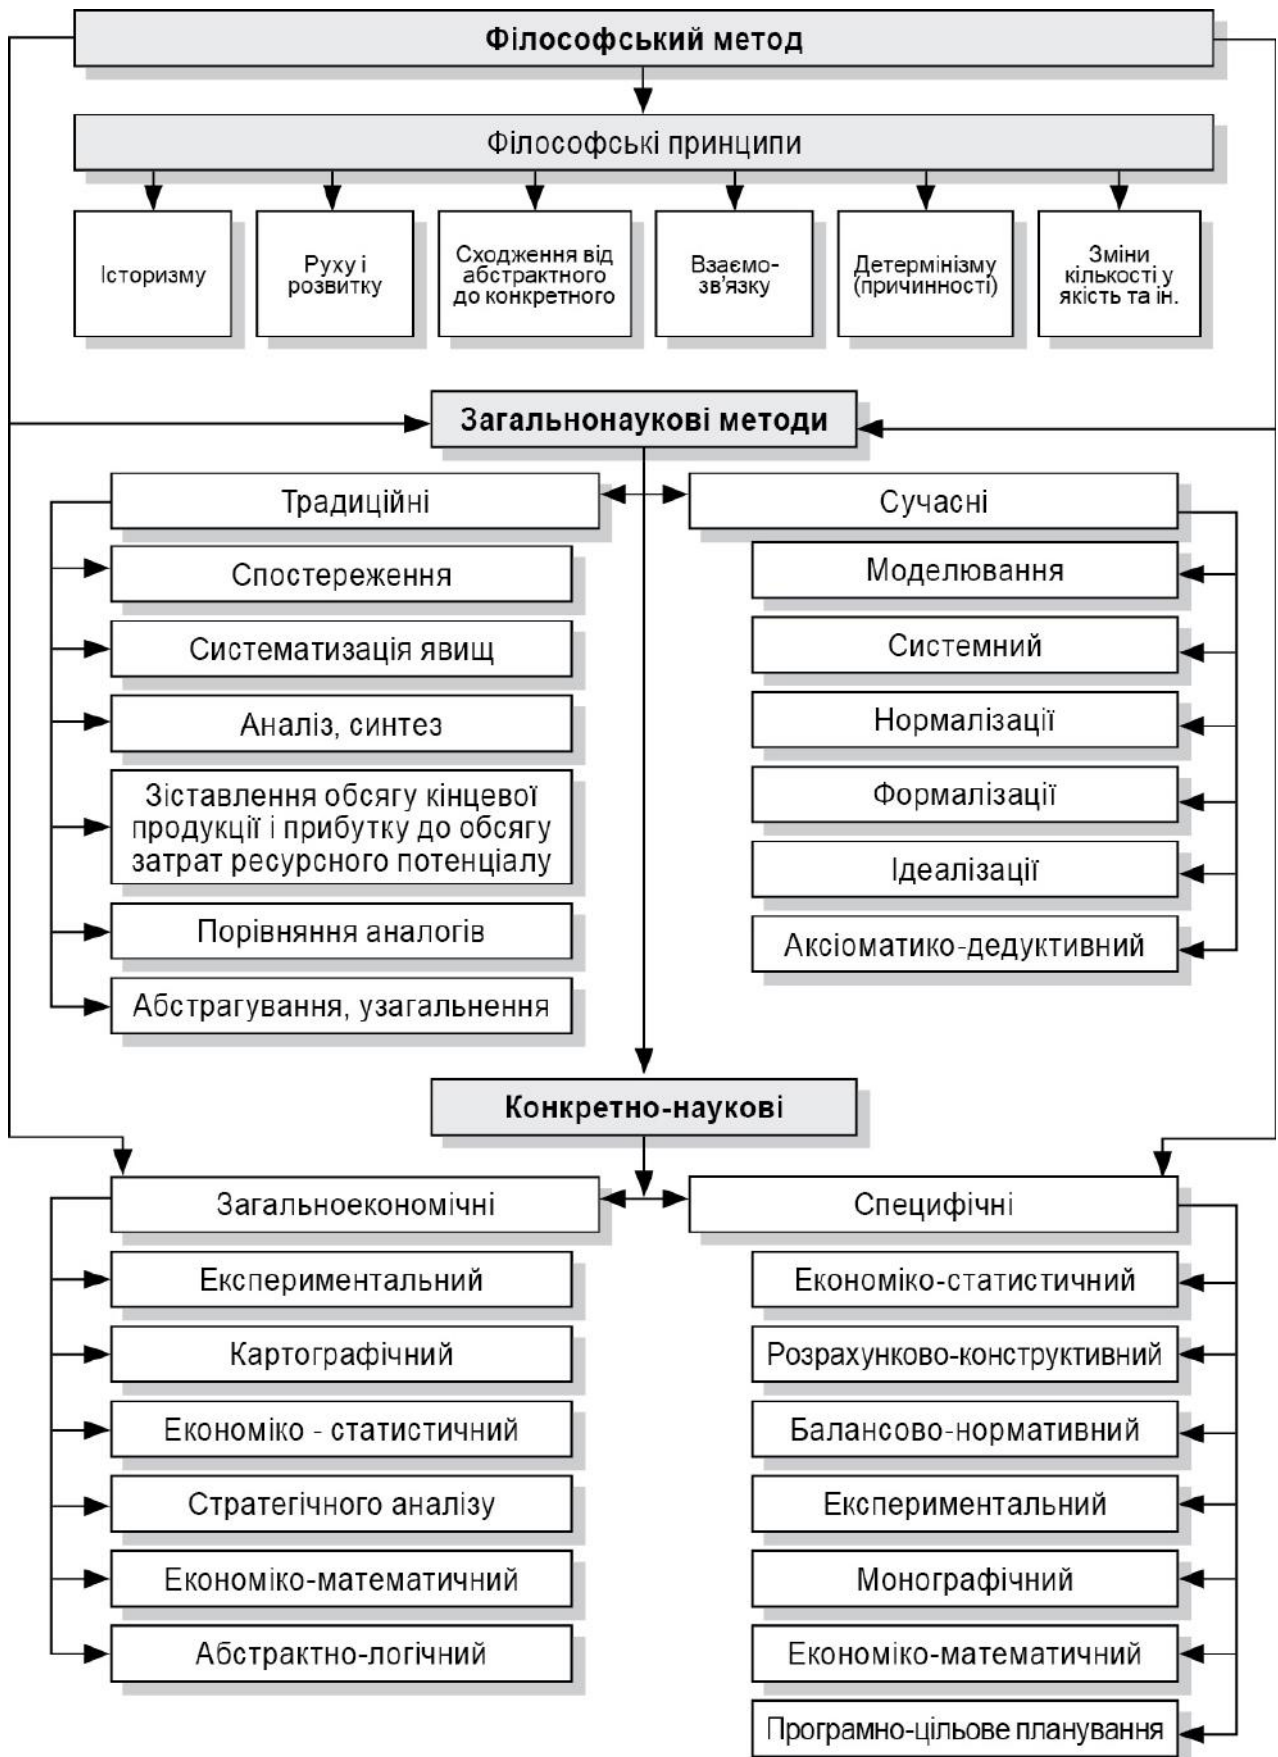 Філософський метод
Філософські принципи
Історизму
Руху і
розвитку
Сходження від
абстрактного
до конкретного
Взаємо-
зв’язку
Детермінізму
(причинності)
Зміни
кількості у
якість та ін.
Загальнонаукові методи
Традиційні
Спостереження
Систематизація явищ
Аналіз, синтез
Зіставлення обсягу кінцевої
продукції і прибутку до обсягу
затрат ресурсного потенціалу
Порівняння аналогів
Абстрагування, узагальнення
Сучасні
Моделювання
Системний
Нормалізації
Формалізації
Ідеалізації
Аксіоматико-дедуктивний
Конкретно-наукові
Загальноекономічні
Експериментальний
Картографічний
Економіко - статистичний
Стратегічного аналізу
Економіко-математичний
Абстрактно-логічний
Специфічні
Економіко-статистичний
Розрахунково-конструктивний
Балансово-нормативний
Експериментальний
Монографічний
Економіко-математичний
Програмно-цільове планування